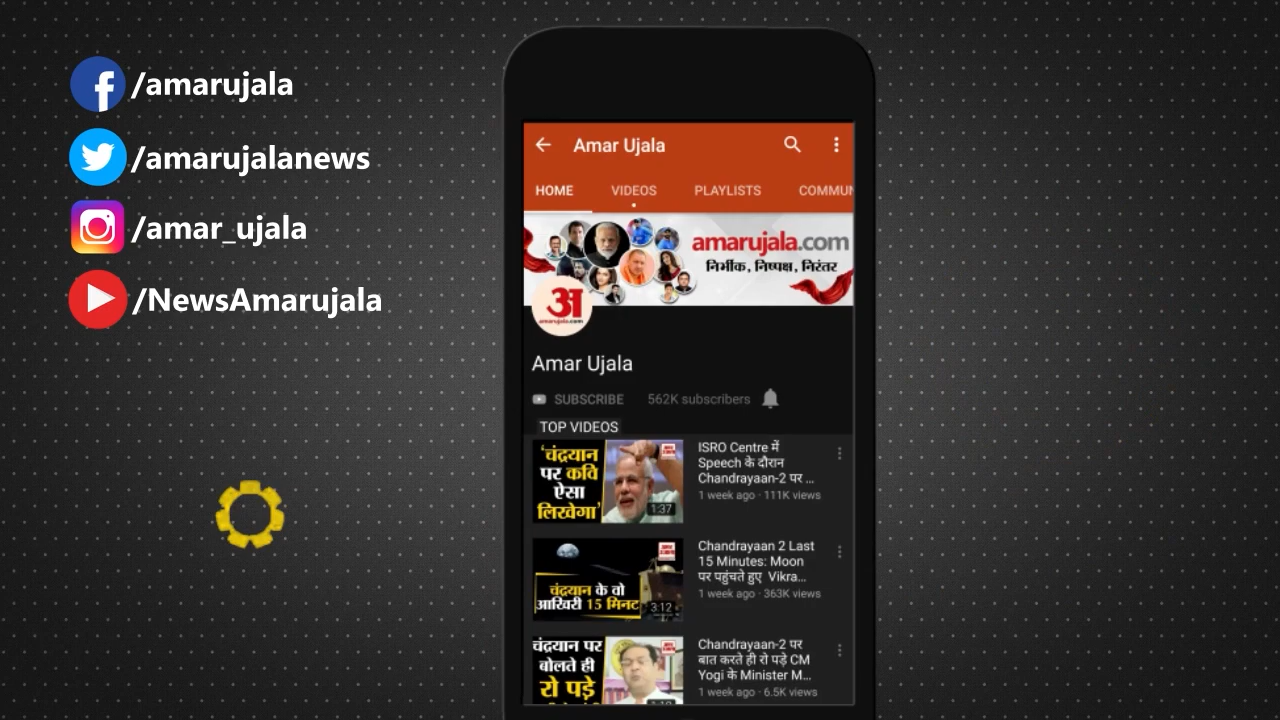 /amarujala
/amarujalanews
/amar_ujala
/NewsAmarujala
Amar Ujala
HOME VIDEOS PLAYLISTS COMMUN
amarujala.com
निर्भीक, निष्पक्ष, निरंतर
अ
amarujala.com
Amar Ujala
SUBSCRIBE 562K subscribers
TOP VIDEOS
'चंद्रयान
पर कवि
ऐसा
लिखेगा'
1:37
ISRO Centre में
Speech के दौरान
Chandrayaan-2 पर ...
1 week ago · 111K views
चंद्रयान के वो
आखिरी 15 मिनट
3:12
Chandrayaan 2 Last
15 Minutes: Moon
पर पहुंचते हुए Vikra...
1 week ago · 363K views
चंद्रयान पर
बोलते ही
रो पड़े
Chandrayaan-2 पर
बात करते ही रो पड़े CM
Yogi के Minister M...
1 week ago · 6.5K views